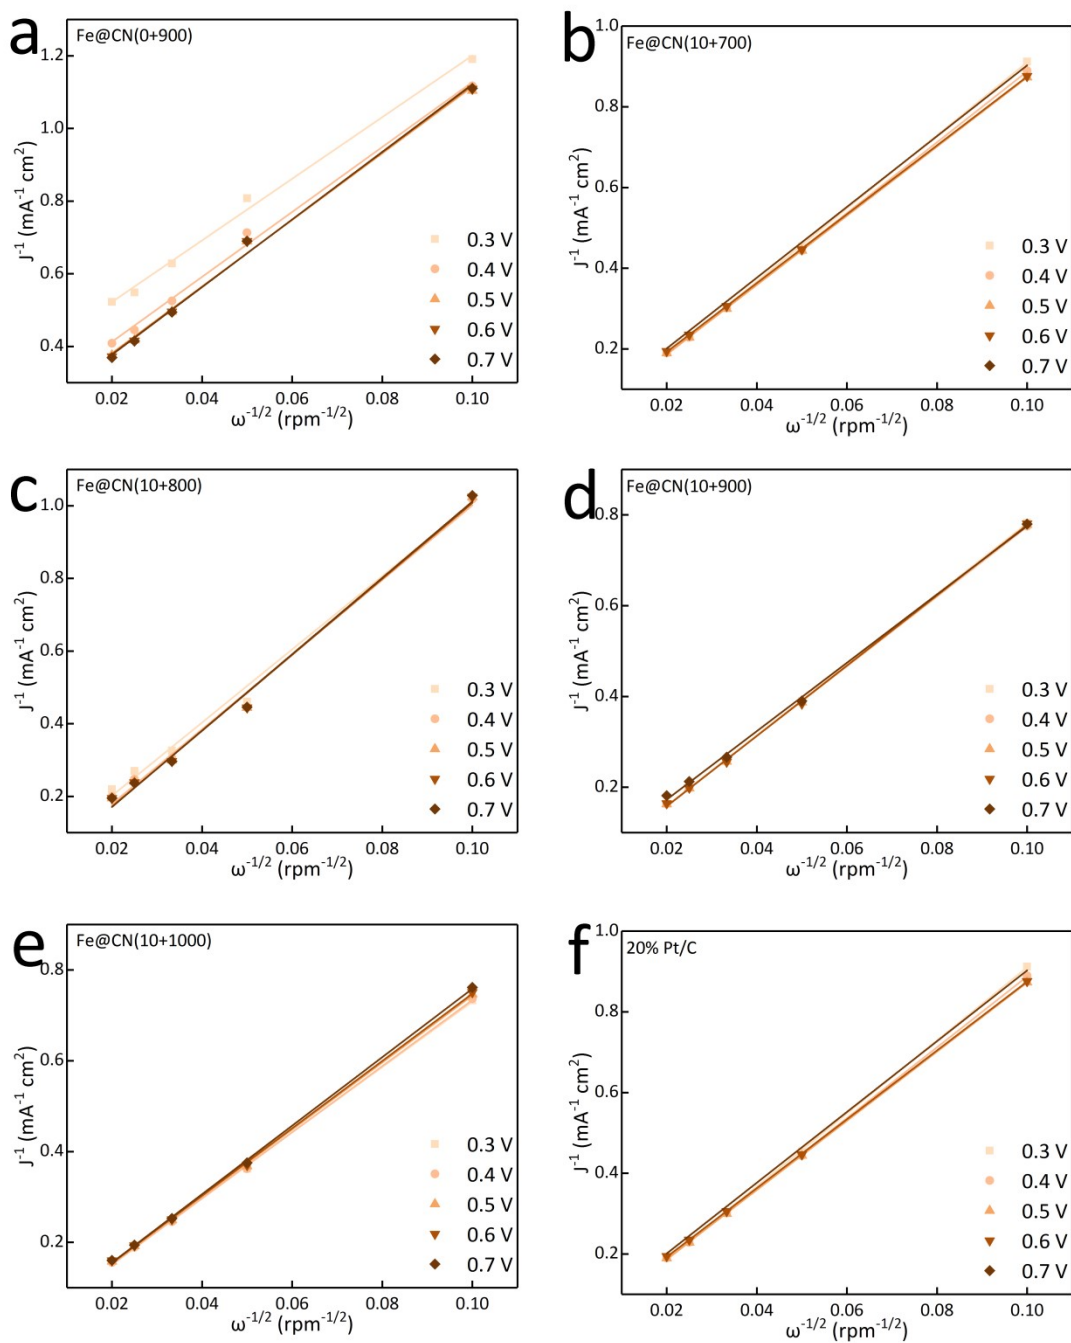 a
Fe@CN(0+900)
1.2
1.0
0.8
0.6
0.4
J⁻¹ (mA⁻¹ cm²)
0.3 V
0.4 V
0.5 V
0.6 V
0.7 V
0.02 0.04 0.06 0.08 0.10
ω⁻¹/² (rpm⁻¹/²)
b
Fe@CN(10+700)
1.0
0.8
0.6
0.4
0.2
J⁻¹ (mA⁻¹ cm²)
0.3 V
0.4 V
0.5 V
0.6 V
0.7 V
0.02 0.04 0.06 0.08 0.10
ω⁻¹/² (rpm⁻¹/²)
c
Fe@CN(10+800)
1.0
0.8
0.6
0.4
0.2
J⁻¹ (mA⁻¹ cm²)
0.3 V
0.4 V
0.5 V
0.6 V
0.7 V
0.02 0.04 0.06 0.08 0.10
ω⁻¹/² (rpm⁻¹/²)
d
Fe@CN(10+900)
0.8
0.6
0.4
0.2
J⁻¹ (mA⁻¹ cm²)
0.3 V
0.4 V
0.5 V
0.6 V
0.7 V
0.02 0.04 0.06 0.08 0.10
ω⁻¹/² (rpm⁻¹/²)
e
Fe@CN(10+1000)
0.8
0.6
0.4
0.2
J⁻¹ (mA⁻¹ cm²)
0.3 V
0.4 V
0.5 V
0.6 V
0.7 V
0.02 0.04 0.06 0.08 0.10
ω⁻¹/² (rpm⁻¹/²)
f
20% Pt/C
1.0
0.8
0.6
0.4
0.2
J⁻¹ (mA⁻¹ cm²)
0.3 V
0.4 V
0.5 V
0.6 V
0.7 V
0.02 0.04 0.06 0.08 0.10
ω⁻¹/² (rpm⁻¹/²)